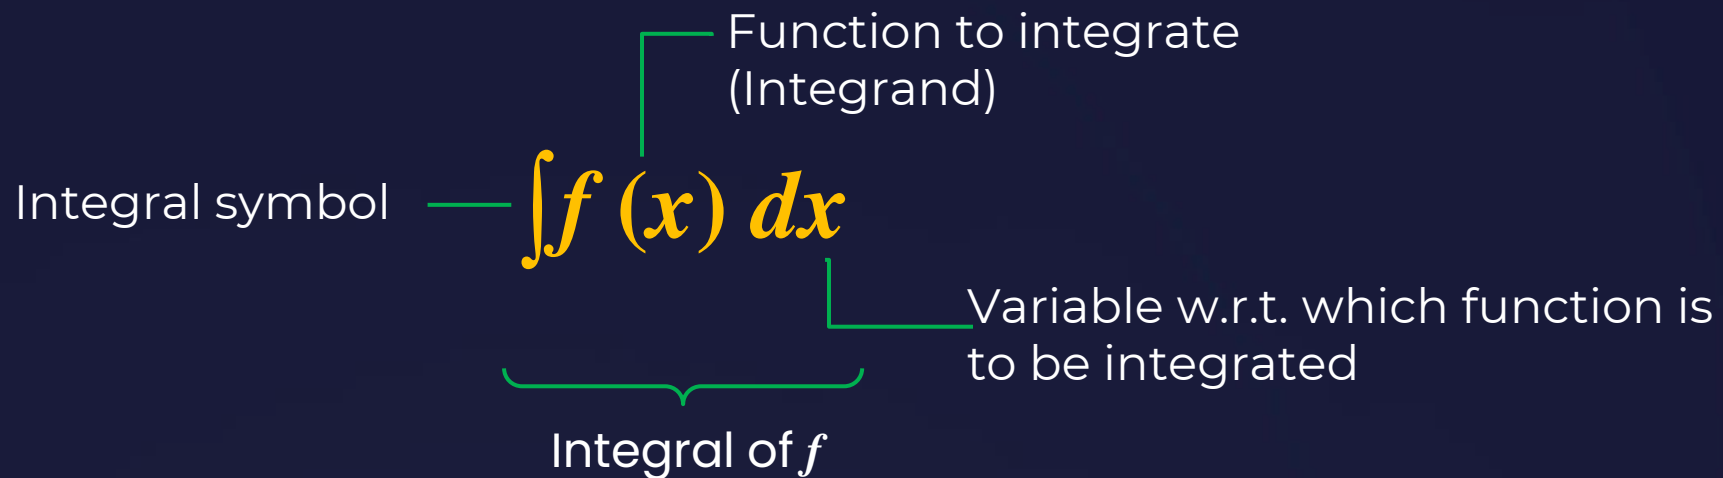 Function to integrate
(Integrand)
Integral symbol
∫f (x) dx
Variable w.r.t. which function is
to be integrated
Integral of f